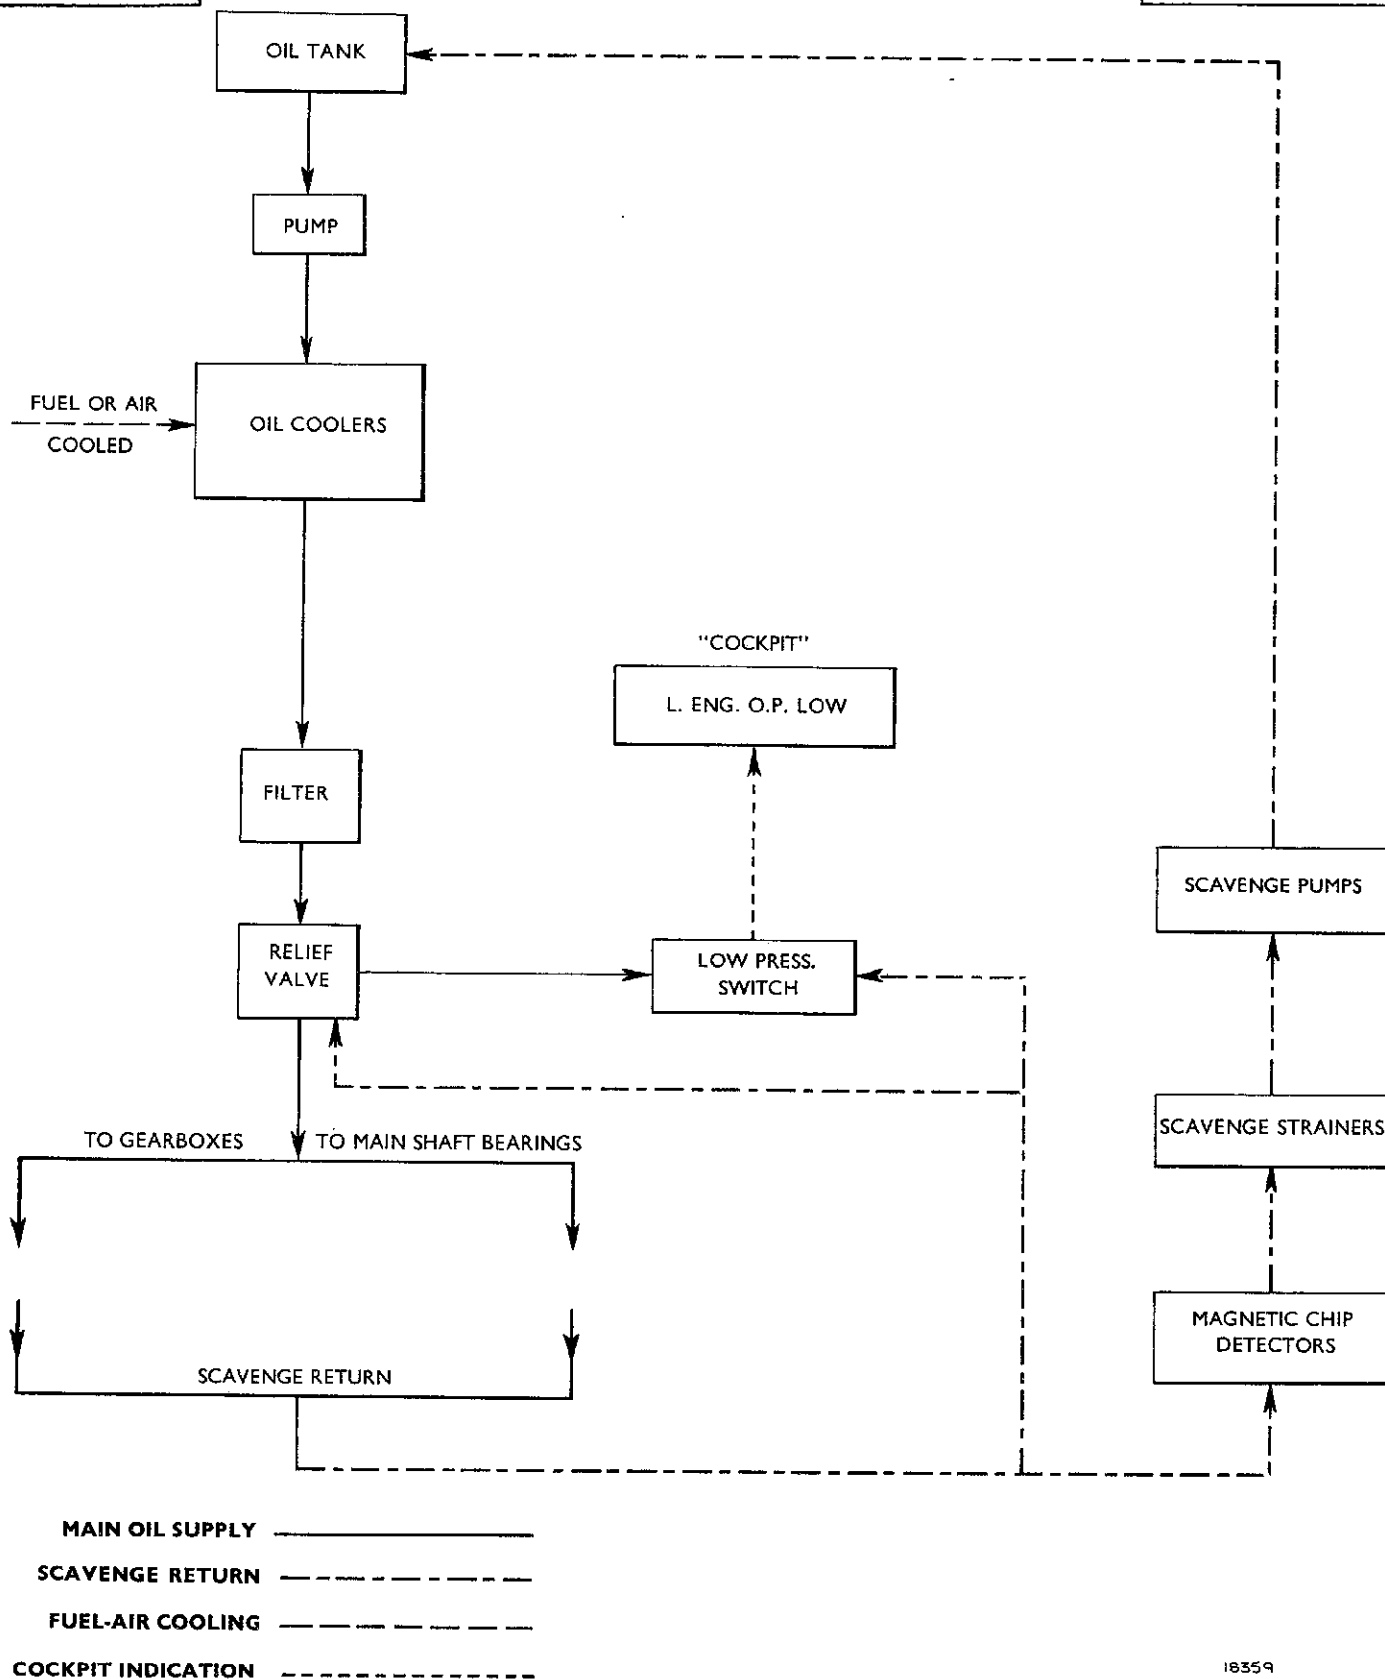 OIL TANK
PUMP
FUEL OR AIR
COOLED
OIL COOLERS
"COCKPIT"
L. ENG. O.P. LOW
FILTER
SCAVENGE PUMPS
RELIEF
VALVE
LOW PRESS.
SWITCH
TO GEARBOXES
TO MAIN SHAFT BEARINGS
SCAVENGE STRAINERS
MAGNETIC CHIP
DETECTORS
SCAVENGE RETURN
MAIN OIL SUPPLY
SCAVENGE RETURN
FUEL-AIR COOLING
COCKPIT INDICATION
18359